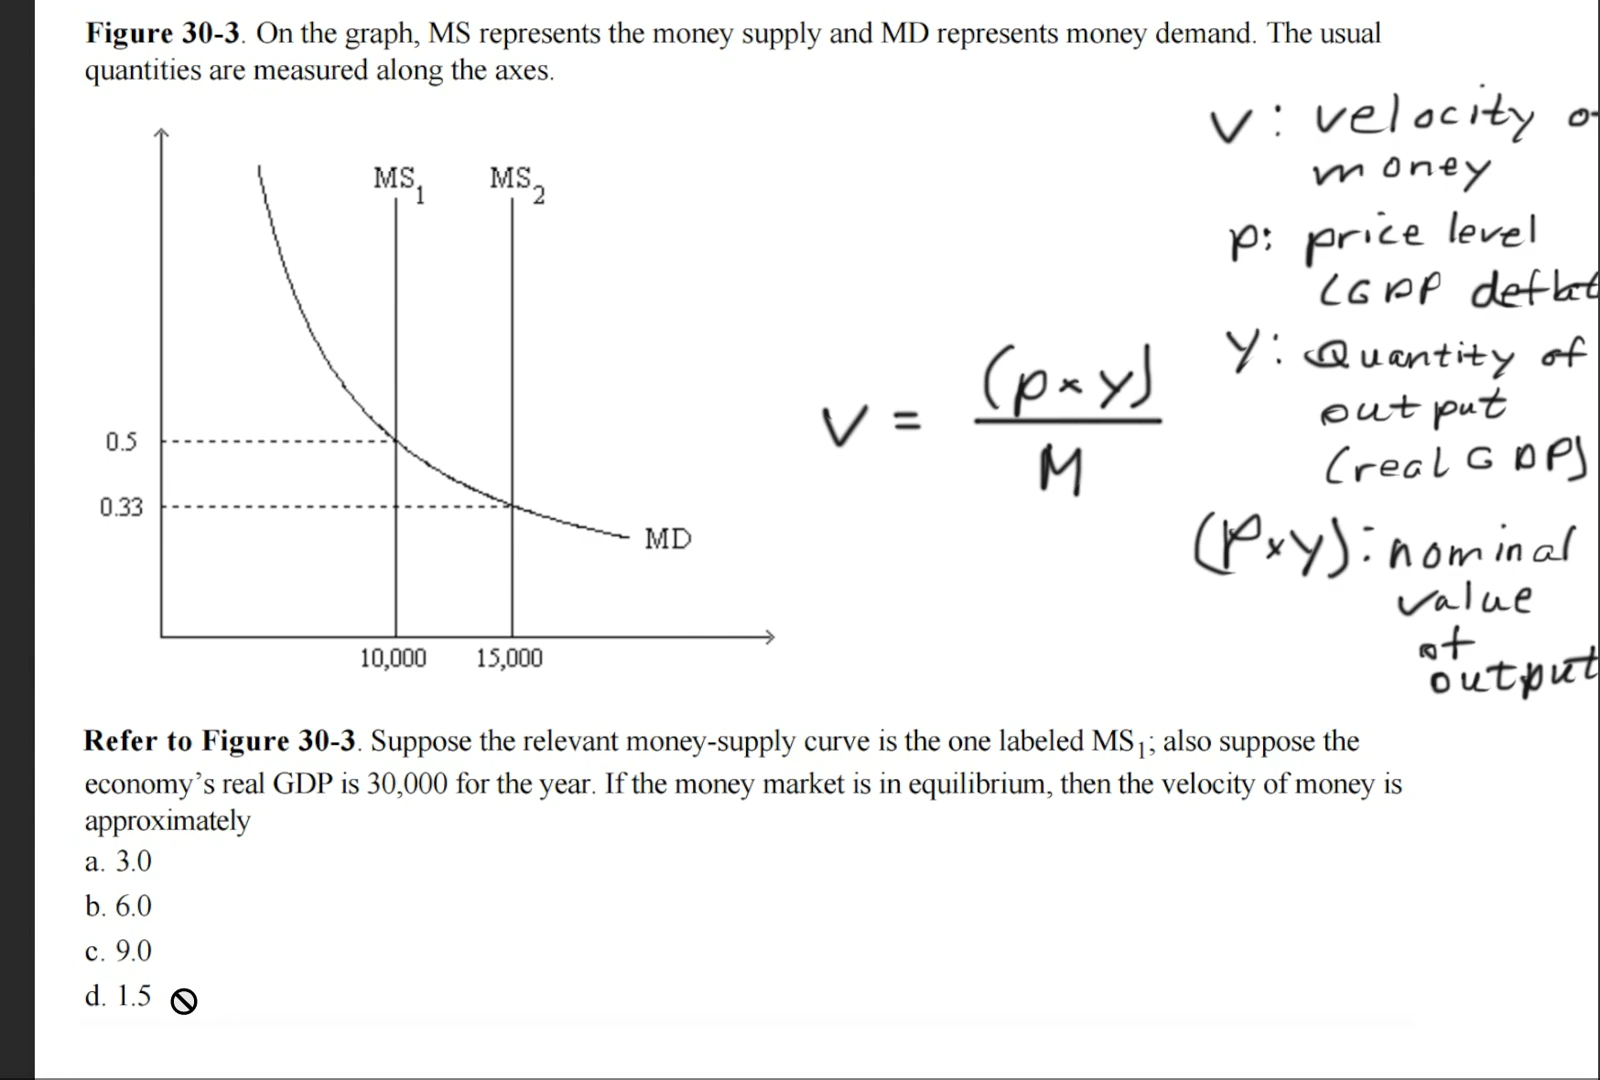 Figure 30-3. On the graph, MS represents the money supply and MD represents money demand. The usual
quantities are measured along the axes.
MS1 MS2
0.5
0.33
MD
10,000 15,000
V = (P×Y) / M
V: velocity
money
P: price level
(GDP
Y: Quantity of
output
(real GDP)
(P×Y): nominal
value
of
output
Refer to Figure 30-3. Suppose the relevant money-supply curve is the one labeled MS1; also suppose the
economy’s real GDP is 30,000 for the year. If the money market is in equilibrium, then the velocity of money is
approximately
a. 3.0
b. 6.0
c. 9.0
d. 1.5